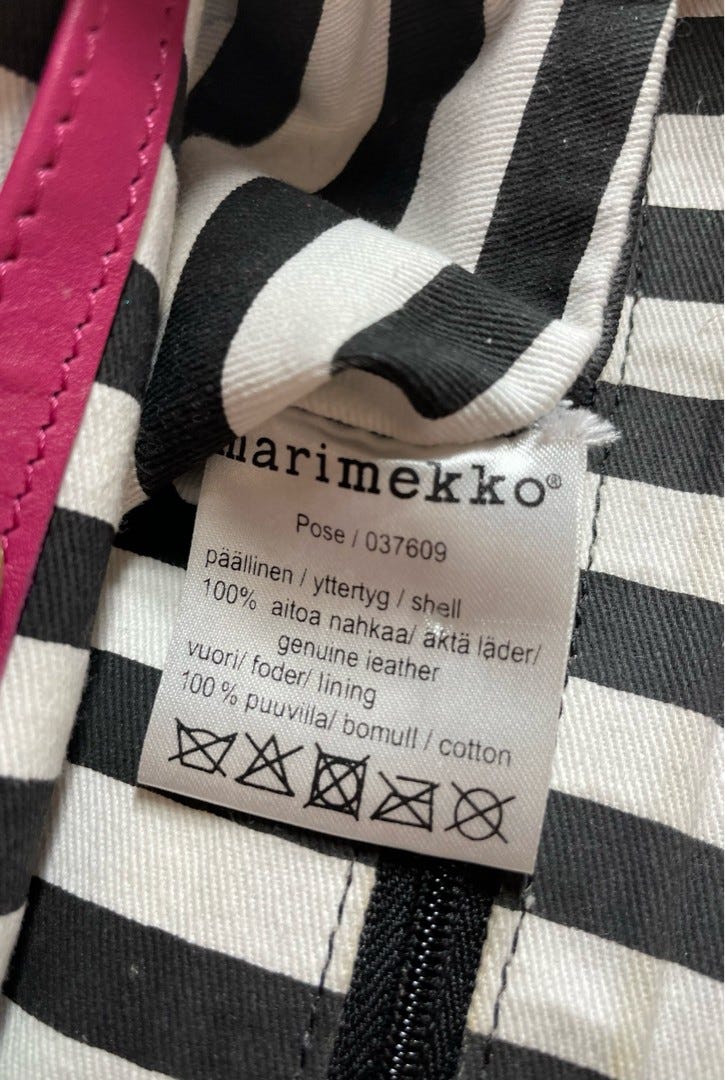 marimekko®
Pose / 037609
päällinen / yttertyg / shell
100% aitoa nahkaa/ äktä läder/
genuine ieather
vuori/ foder/ lining
100 % puuvilla/ bomull / cotton